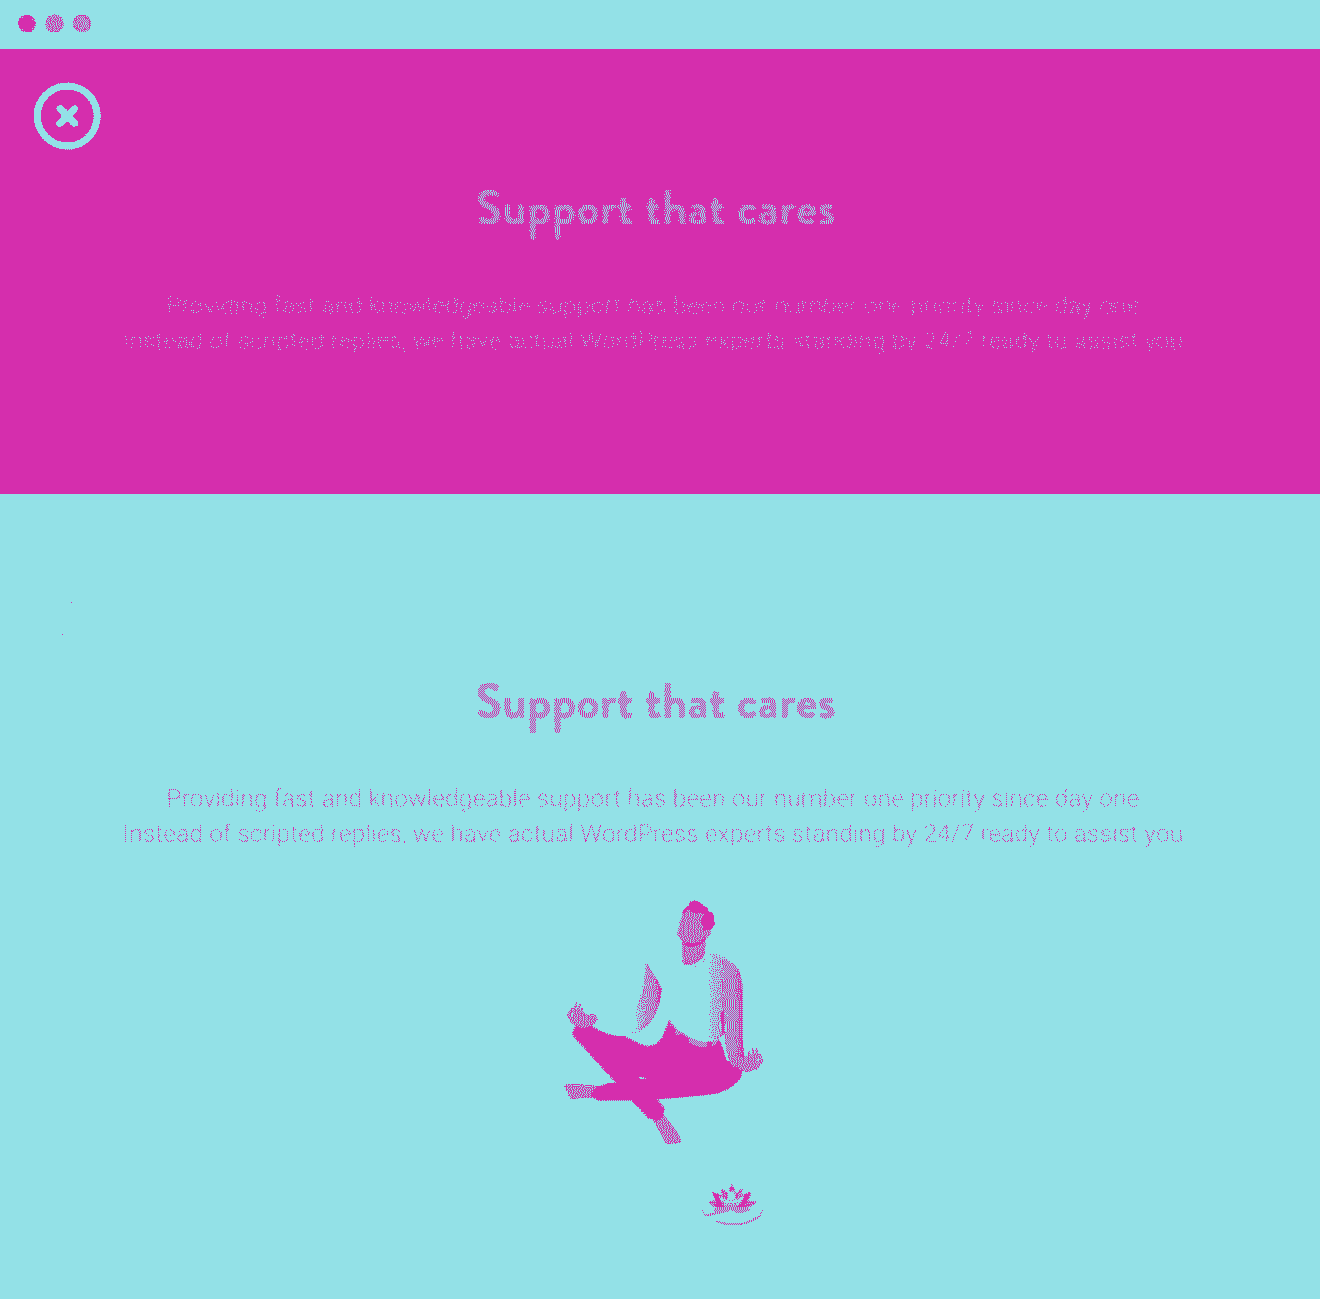 Support that cares
Providing fast and knowledgeable support has been our number one priority since day one
Instead of scripted replies, we have actual WordPress experts standing by 24/7 ready to assist you
Support that cares
Providing fast and knowledgeable support has been our number one priority since day one
Instead of scripted replies, we have actual WordPress experts standing by 24/7 ready to assist you